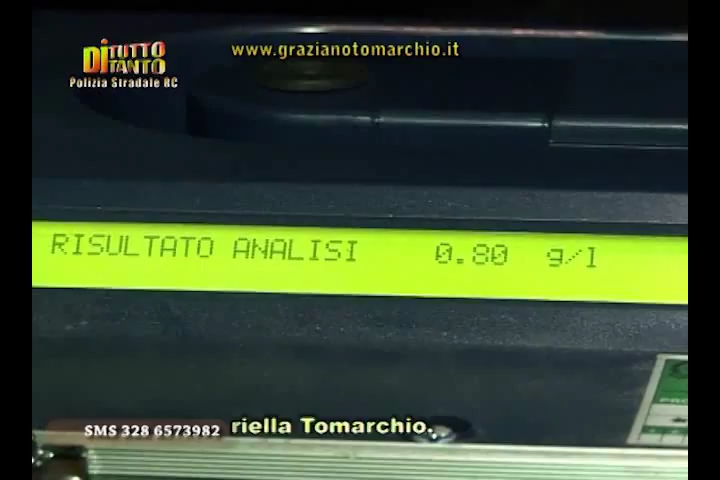 Di TUTTO
DI TANTO
Polizia Stradale RC
www.grazianotomarchio.it
RISULTATO ANALISI 0.80 g/l
SMS 328 6573982
riella Tomarchio.